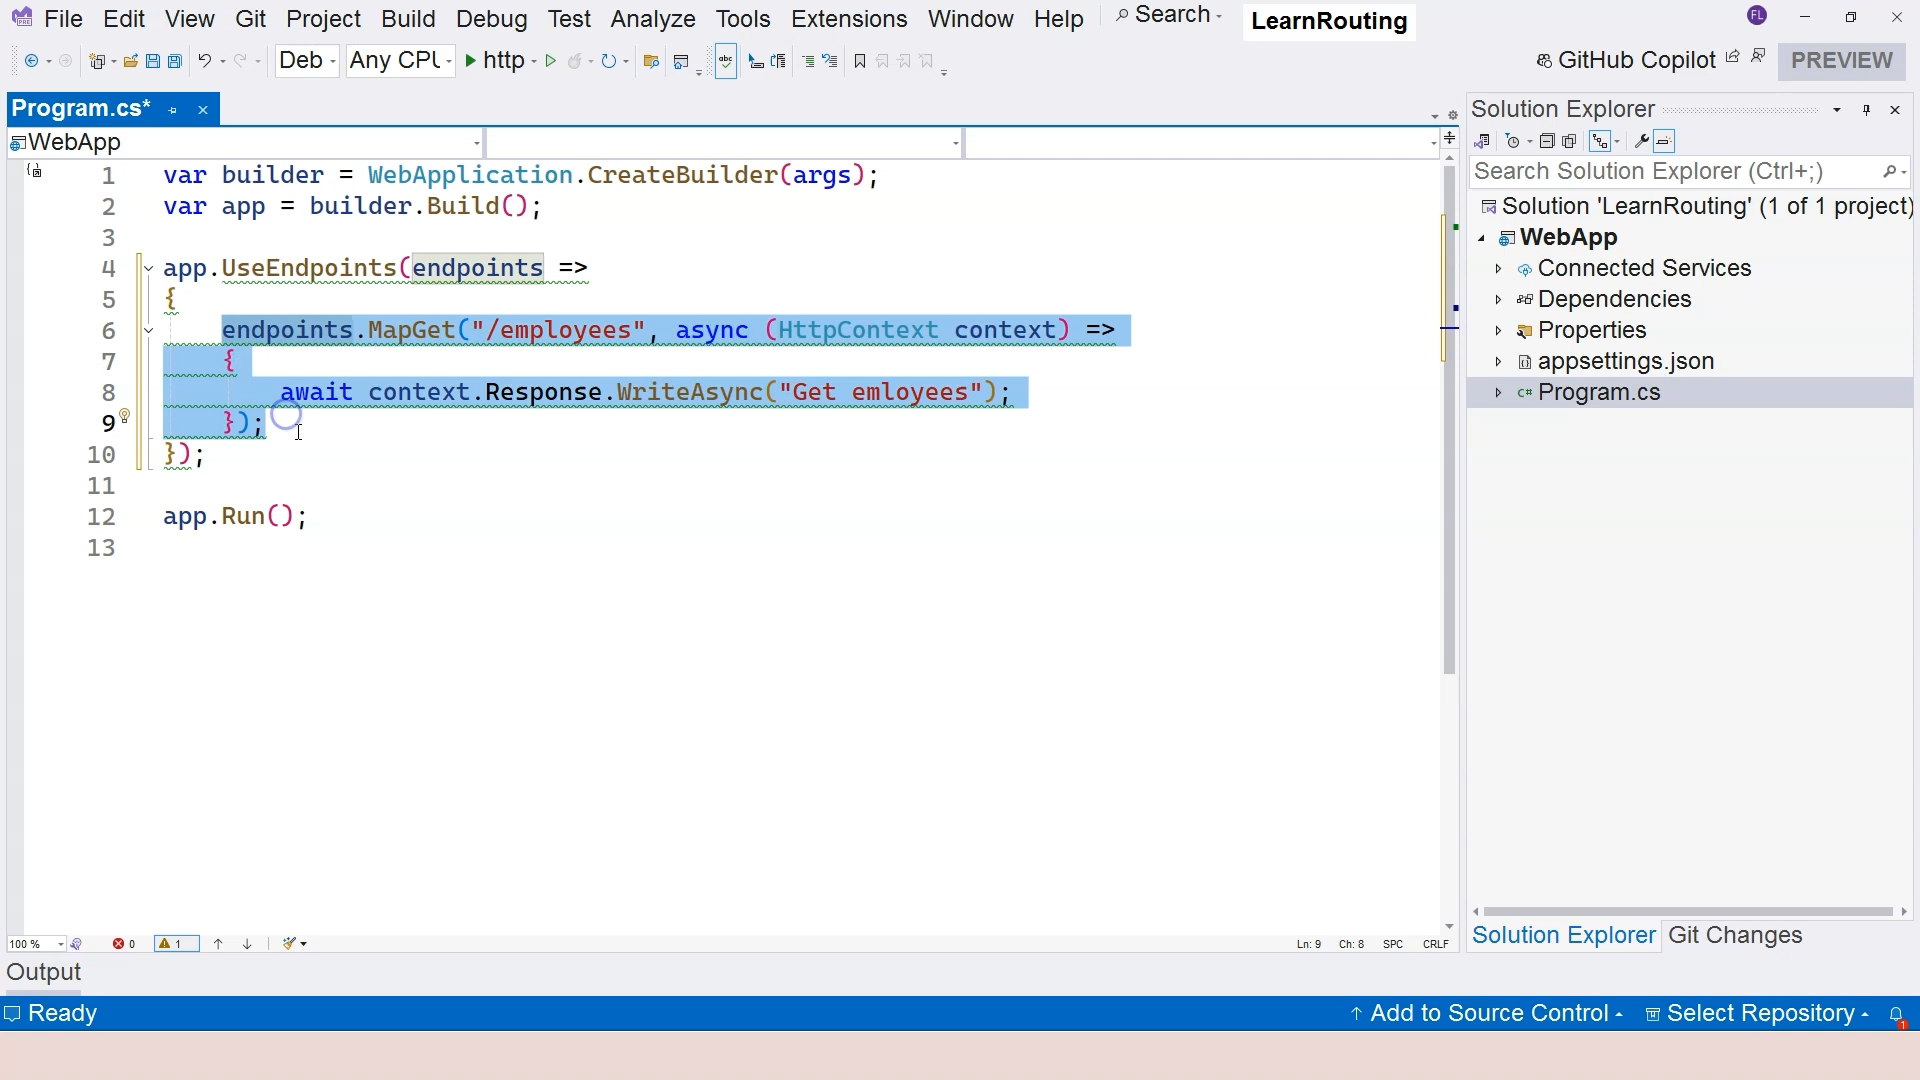 File Edit View Git Project Build Debug Test Analyze Tools Extensions Window Help Search LearnRouting FL
Deb Any CPU http GitHub Copilot PREVIEW
Program.cs*
WebApp
1 var builder = WebApplication.CreateBuilder(args);
2 var app = builder.Build();
3
4 app.UseEndpoints(endpoints =>
5 {
6 endpoints.MapGet("/employees", async (HttpContext context) =>
7 {
8 await context.Response.WriteAsync("Get emloyees");
9 });
10 });
11
12 app.Run();
13
100 % 0 1 Ln: 9 Ch: 8 SPC CRLF
Output
Solution Explorer
Search Solution Explorer (Ctrl+;)
Solution 'LearnRouting' (1 of 1 project)
WebApp
Connected Services
Dependencies
Properties
appsettings.json
C# Program.cs
Solution Explorer Git Changes
Ready Add to Source Control Select Repository 1